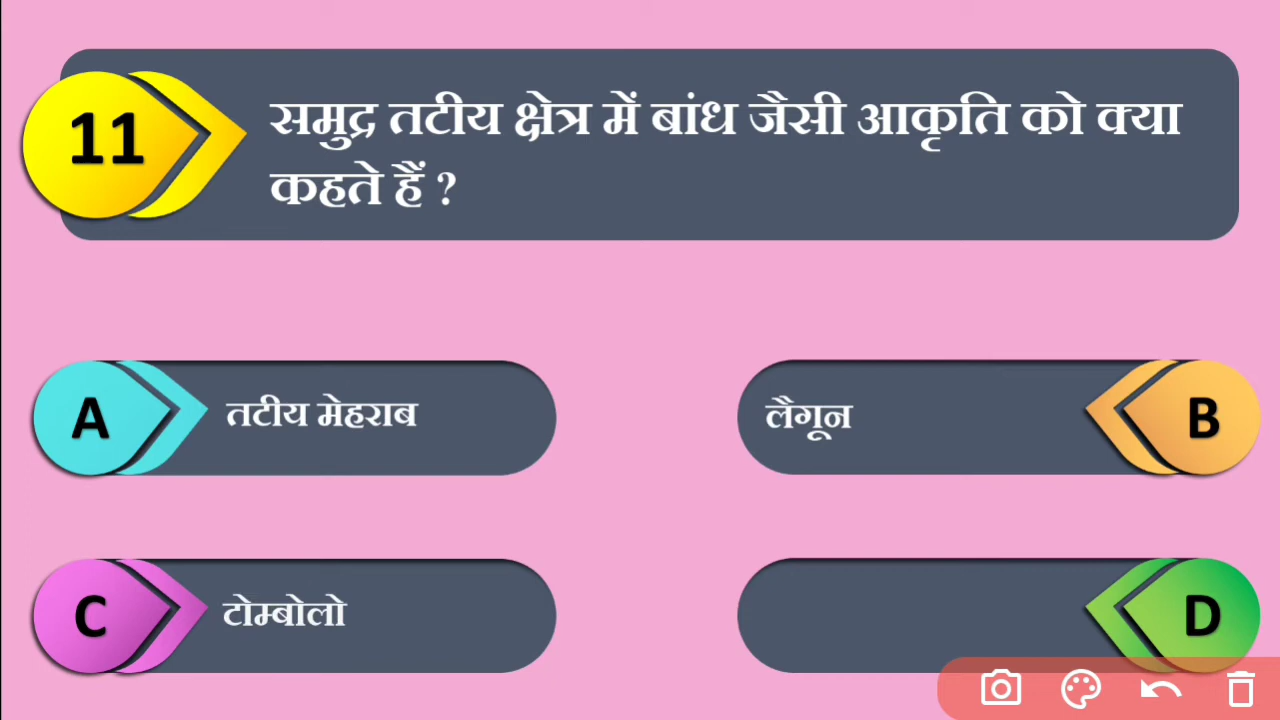 11
समुद्र तटीय क्षेत्र में बांध जैसी आकृति को क्या
कहते हैं ?
A
तटीय मेहराब
लैगून
B
C
टोम्बोलो
D